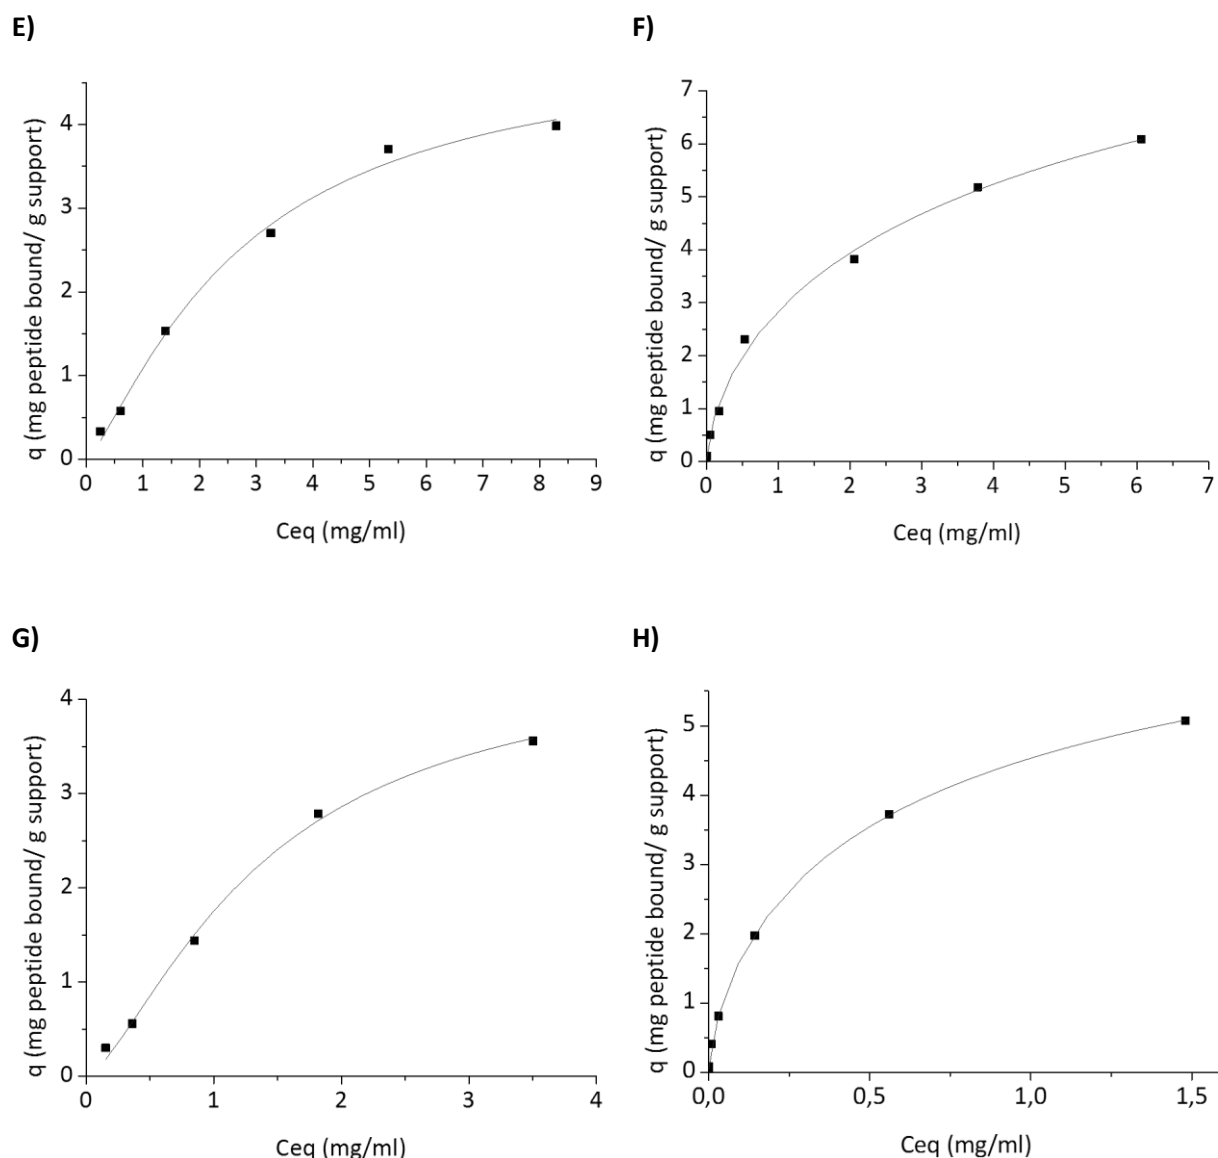 E)
q (mg peptide bound/ g support)
4
3
2
1
0
0 1 2 3 4 5 6 7 8 9
Ceq (mg/ml)
F)
q (mg peptide bound/ g support)
7
6
5
4
3
2
1
0
0 1 2 3 4 5 6 7
Ceq (mg/ml)
G)
q (mg peptide bound/ g support)
4
3
2
1
0
0 1 2 3 4
Ceq (mg/ml)
H)
q (mg peptide bound/ g support)
5
4
3
2
1
0
0,0 0,5 1,0 1,5
Ceq (mg/ml)